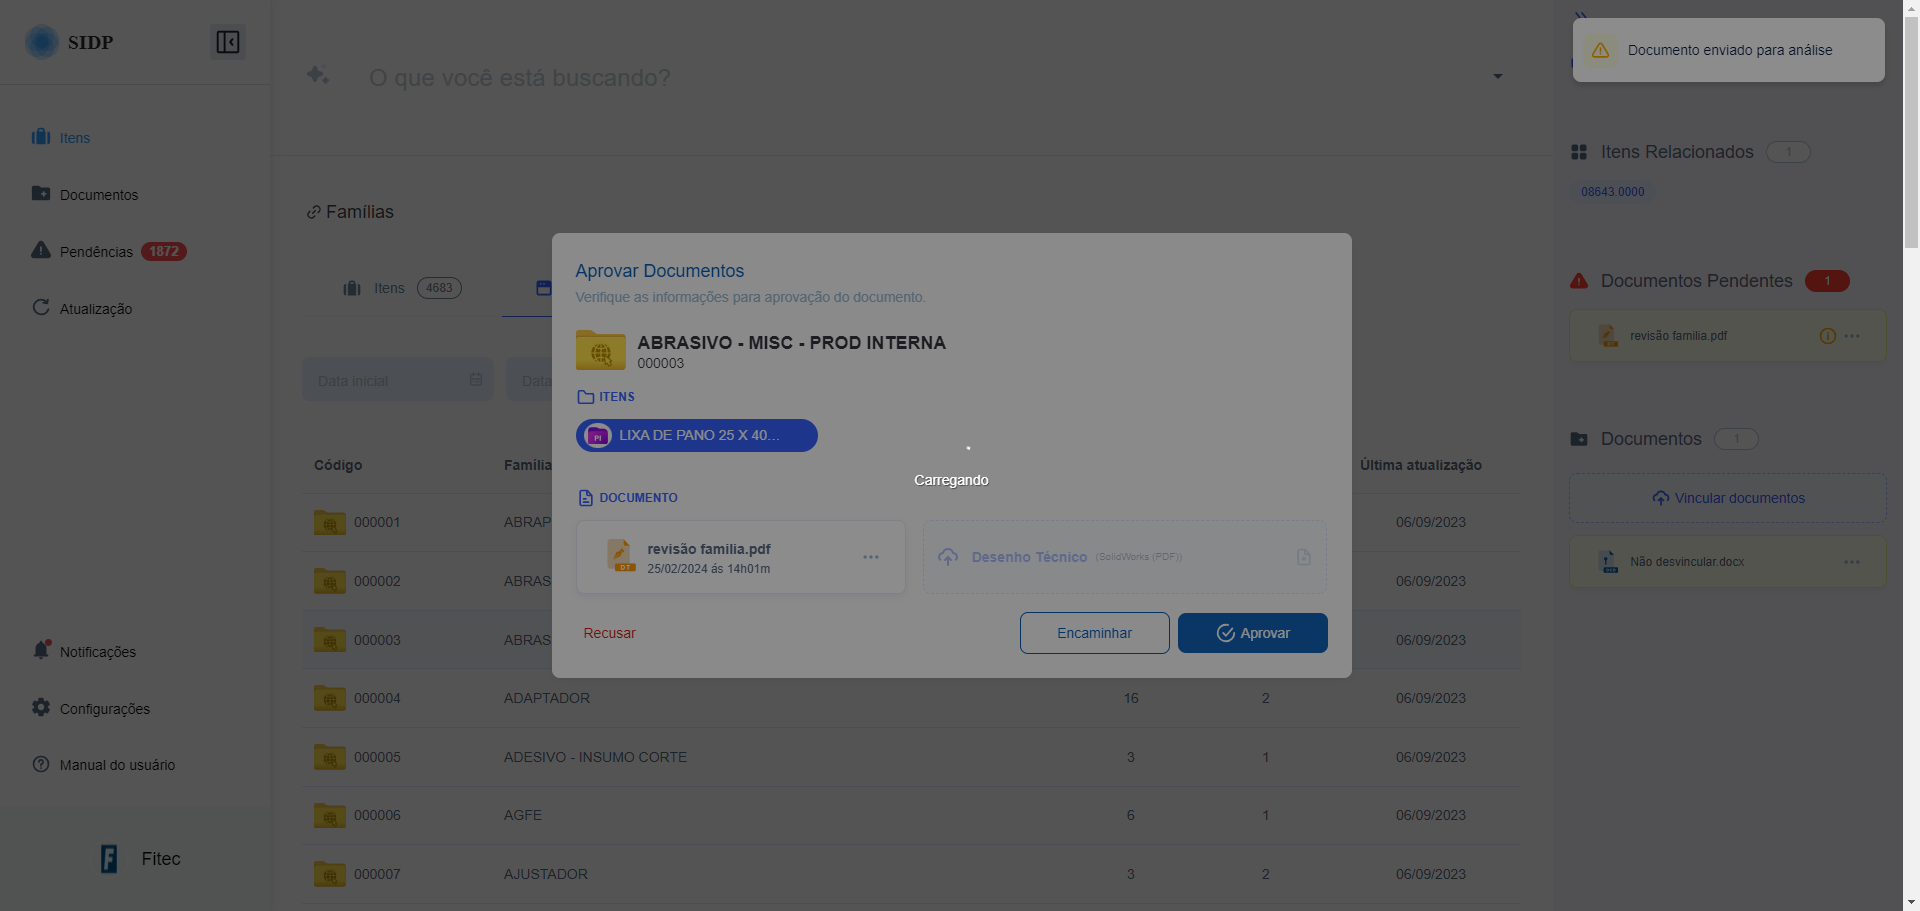 SIDP
Itens
Documentos
Pendências 1872
Atualização
Notificações
Configurações
Manual do usuário
Fitec
O que você está buscando?
Famílias
Itens 4683
Data inicial
Data
Código Família Última atualização
000001 ABRAP 06/09/2023
000002 ABRAS 06/09/2023
000003 ABRAS 06/09/2023
000004 ADAPTADOR 16 2 06/09/2023
000005 ADESIVO - INSUMO CORTE 3 1 06/09/2023
000006 AGFE 6 1 06/09/2023
000007 AJUSTADOR 3 2 06/09/2023
Aprovar Documentos
Verifique as informações para aprovação do documento.
ABRASIVO - MISC - PROD INTERNA
000003
ITENS
PI LIXA DE PANO 25 X 40...
Carregando
DOCUMENTO
DT
revisão familia.pdf
25/02/2024 ás 14h01m
Desenho Técnico (SolidWorks (PDF))
Recusar
Encaminhar
Aprovar
Documento enviado para análise
Itens Relacionados 1
08643.0000
Documentos Pendentes 1
DT revisão familia.pdf
Documentos 1
Vincular documentos
Não desvincular.docx